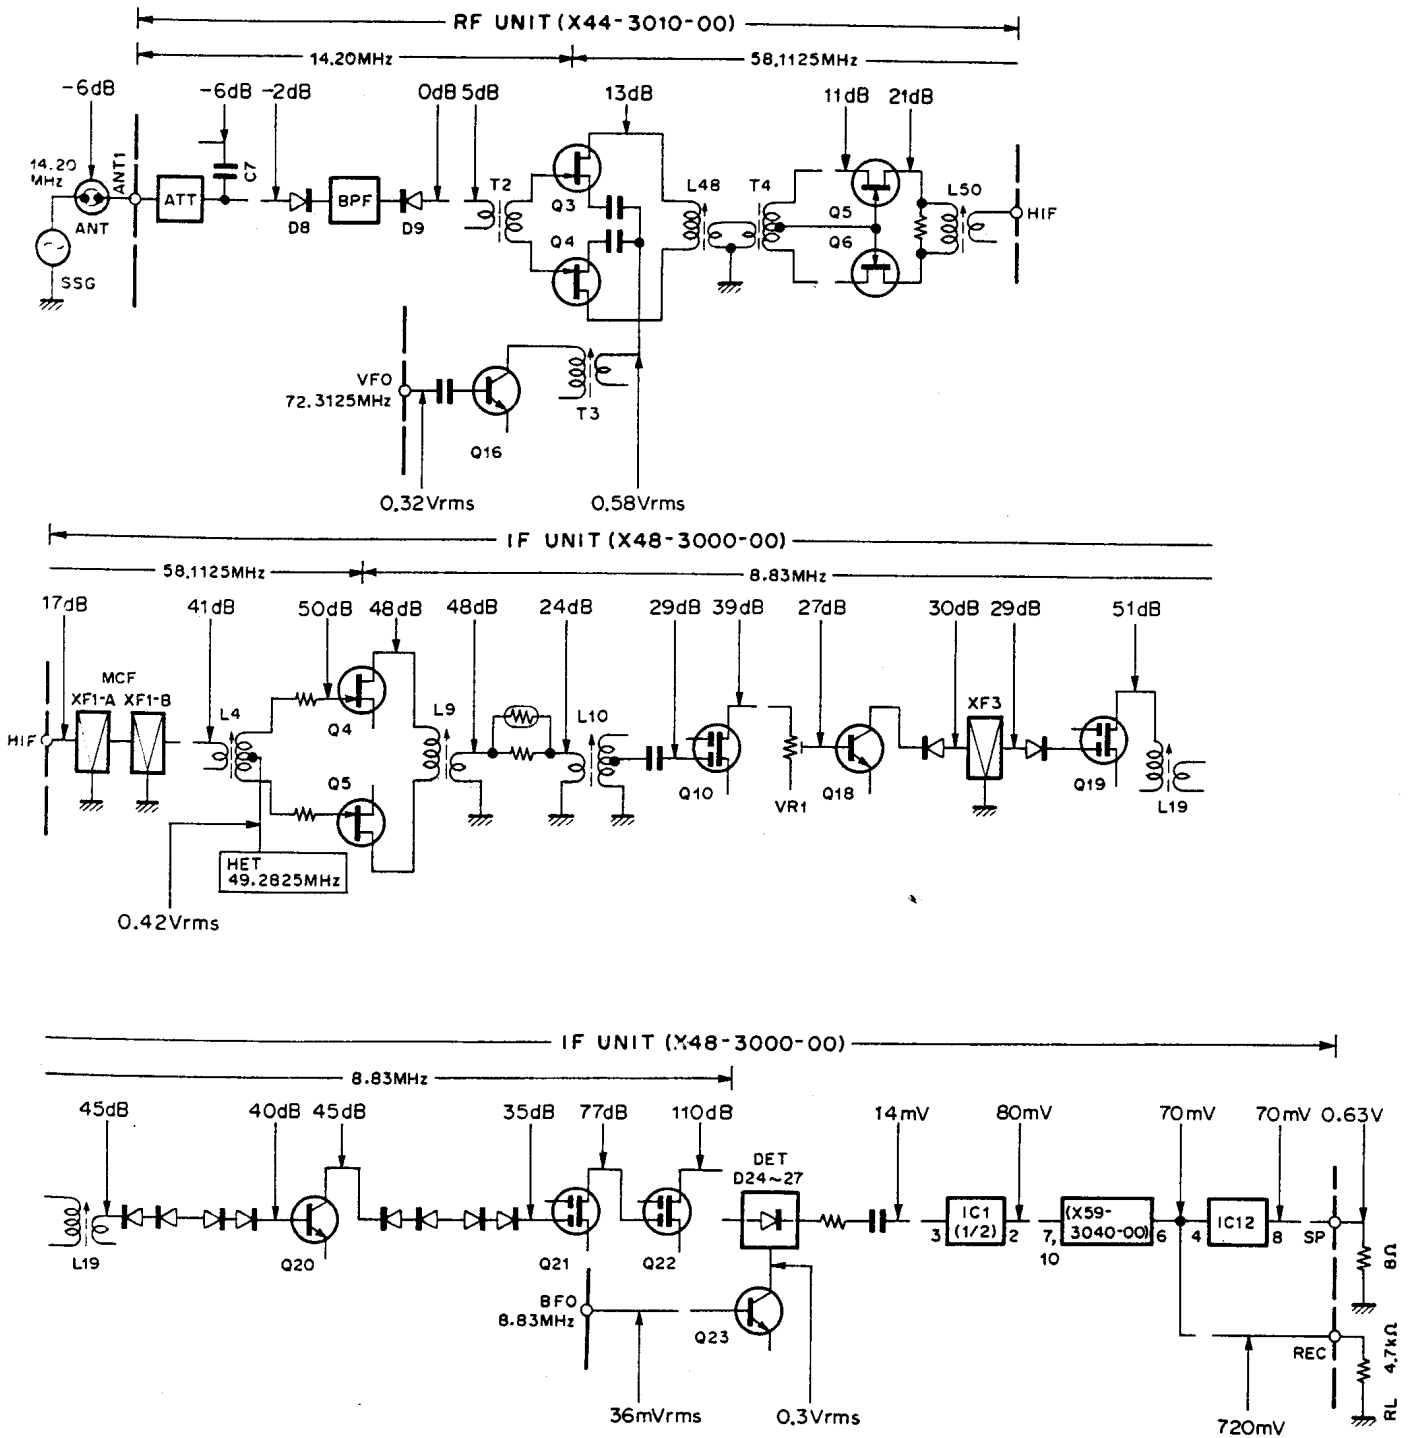 RF UNIT (X44-3010-00)
14.20MHz
58.1125MHz
-6dB
-6dB
-2dB
0dB
5dB
13dB
11dB
21dB
14.20
MHz
ANT1
C7
ATT
BPF
ANT
SSG
D8
D9
T2
Q3
Q4
L48
T4
Q5
Q6
L50
HIF
VFO
72.3125MHz
Q16
T3
0.32Vrms
0.58Vrms
IF UNIT (X48-3000-00)
58.1125MHz
8.83MHz
17dB
41dB
50dB
48dB
48dB
24dB
29dB
39dB
27dB
30dB
29dB
51dB
MCF
XF1-A
XF1-B
HIF
L4
Q4
Q5
L9
L10
Q10
VR1
Q18
XF3
Q19
L19
HET
49.2825MHz
0.42Vrms
IF UNIT (X48-3000-00)
8.83MHz
45dB
40dB
45dB
35dB
77dB
110dB
14mV
80mV
70mV
70mV
0.63V
DET
D24~27
L19
Q20
Q21
Q22
3
IC1
(1/2)
2
7,
10
(X59-
3040-00)
6
4
IC12
8
SP
8Ω
BFO
8.83MHz
Q23
REC
4.7kΩ
RL
36mVrms
0.3Vrms
720mV